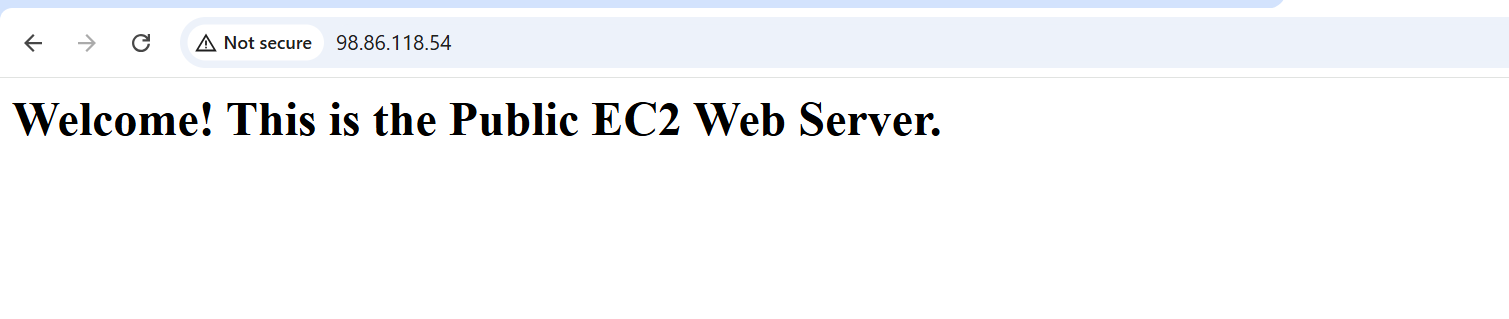 Not secure 98.86.118.54
Welcome! This is the Public EC2 Web Server.